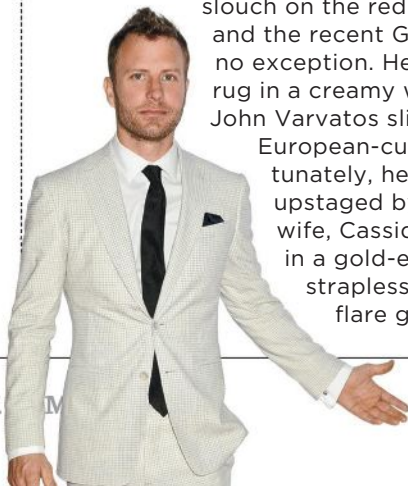 slouch on the red
and the recent G
no exception. He
rug in a creamy w
John Varvatos sli
European-cu
tunately, he
upstaged b
wife, Cassid
in a gold-e
strapless
flare g
M